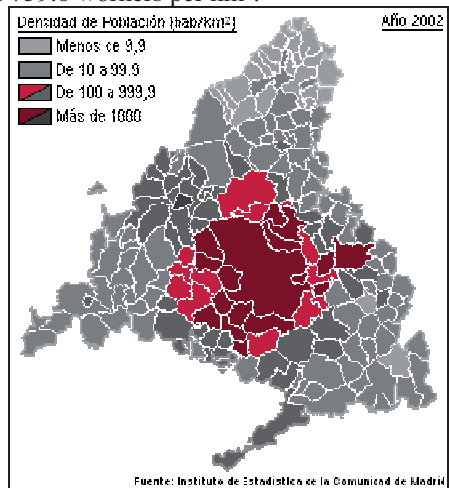 Densidad de Población (hab/km²) Año 2002
Menos de 9,9
De 10 a 99.9
De 100 a 999,9
Más de 1000
Fuente: Instituto de Estadística de la Comunidad de Madrid